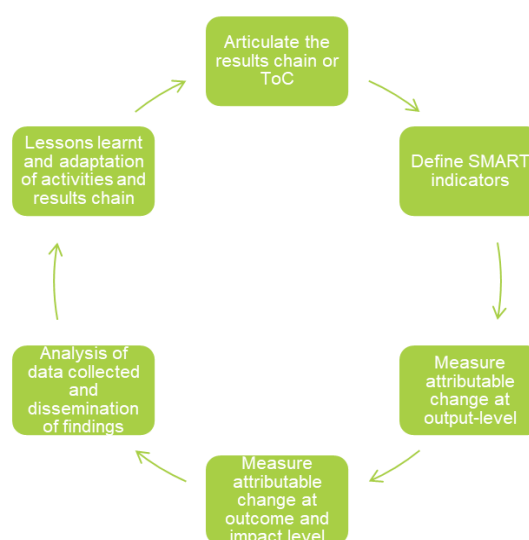 Articulate the
results chain or
ToC
Define SMART
indicators
Measure
attributable
change at
output-level
Measure
attributable
change at
outcome and
impact level
Analysis of
data collected
and
dissemination
of findings
Lessons learnt
and adaptation
of activities and
results chain